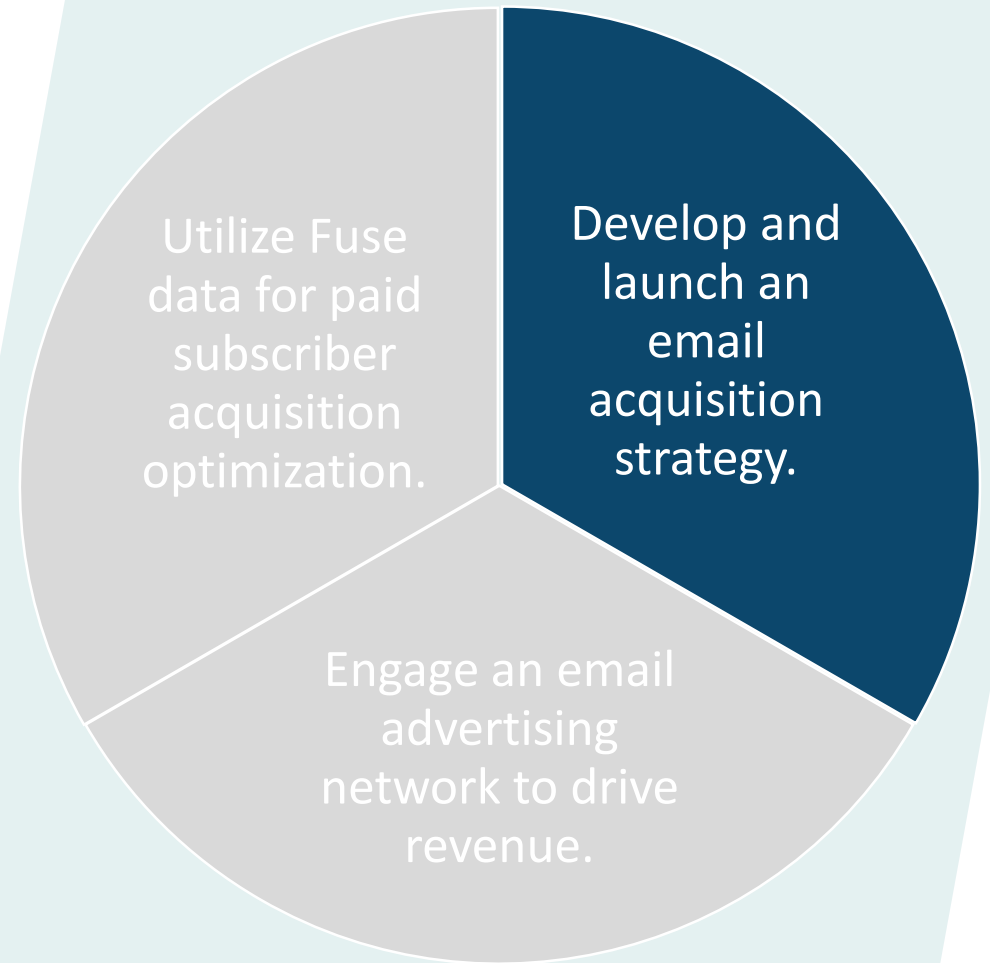 Develop and
launch an
email
acquisition
strategy.
Engage an email
advertising
network to drive
revenue.
Utilize Fuse
data for paid
subscriber
acquisition
optimization.